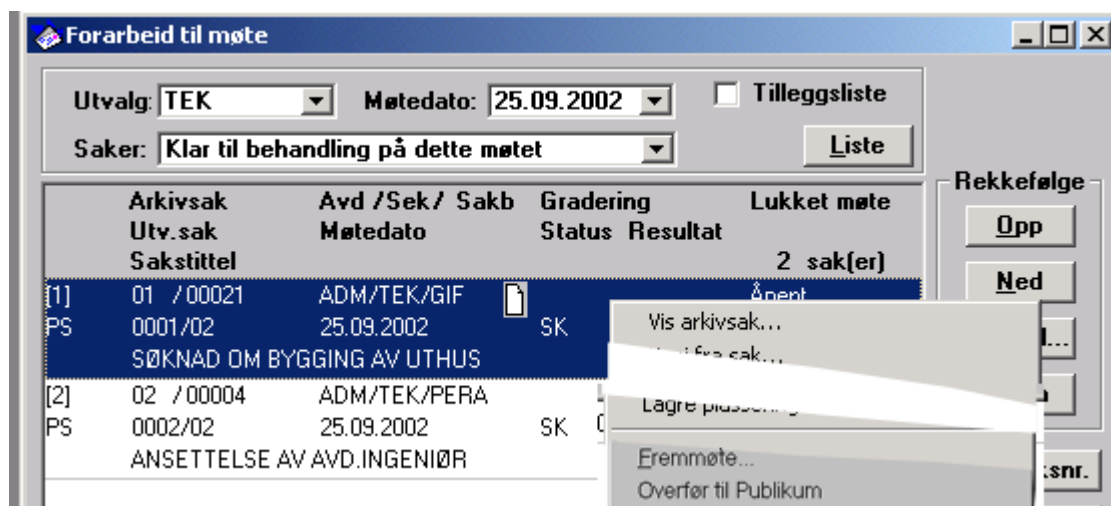 Forarbeid til møte
Utvalg: TEK Møtedato: 25.09.2002 Tilleggsliste
Saker: Klar til behandling på dette møtet Liste
Rekkefølge
Arkivsak Avd /Sek/ Sakb Gradering Lukket møte
Utv.sak Møtedato Status Resultat
Sakstittel 2 sak(er)
Opp
Ned
[1] 01 /00021 ADM/TEK/GIF Åpent
PS 0001/02 25.09.2002 SK
SØKNAD OM BYGGING AV UTHUS
[2] 02 /00004 ADM/TEK/PERA
PS 0002/02 25.09.2002 SK
ANSETTELSE AV AVD.INGENIØR
Vis arkivsak...
fra sak...
Lagre plassering
Fremmøte...
Overfør til Publikum